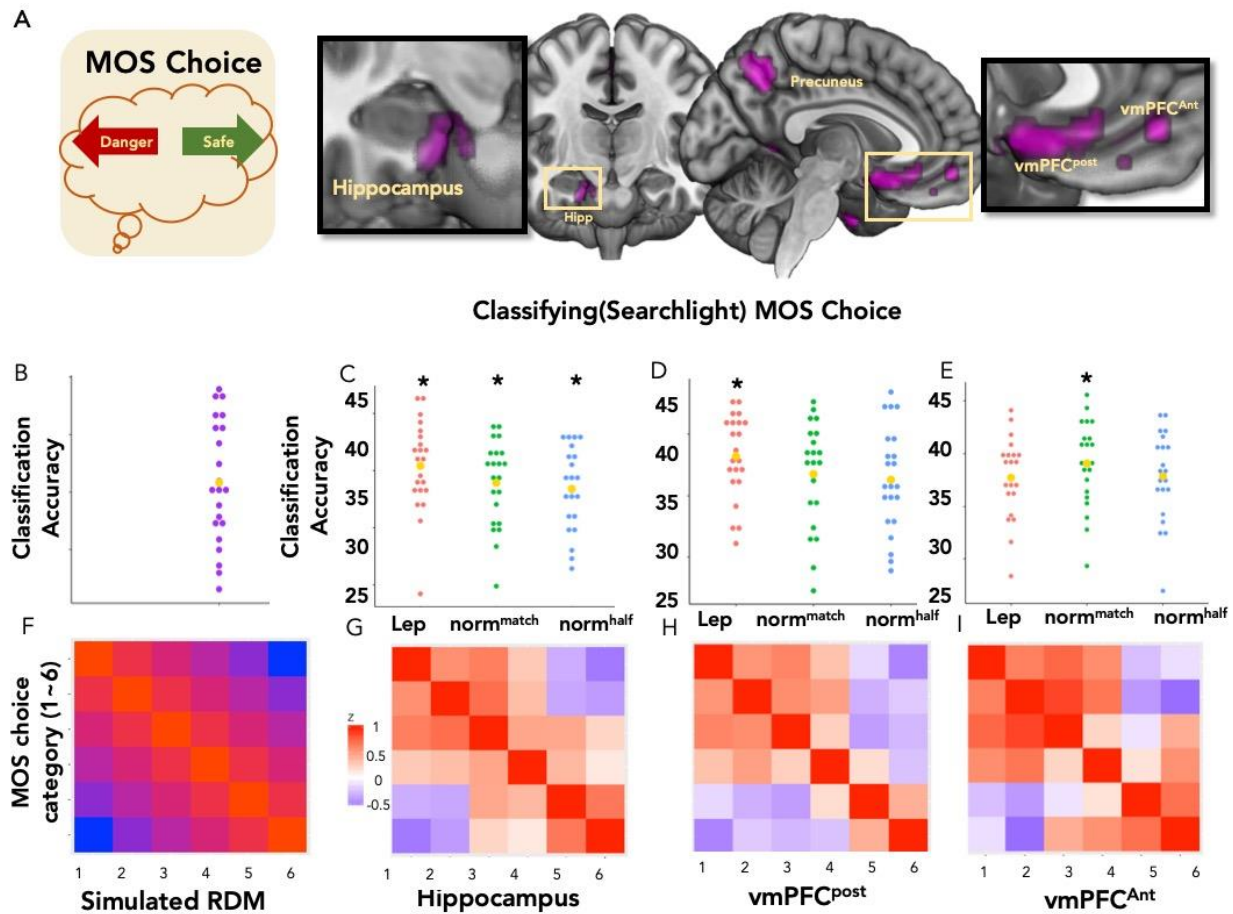 A
MOS Choice
Danger
Safe
Hippocampus
Hipp
Precuneus
vmPFC^Ant
vmPFC^post
Classifying(Searchlight) MOS Choice
B
Classification
Accuracy
C
Classification
Accuracy
*
*
*
45
40
35
30
25
Lep
norm^match
norm^half
D
*
45
40
35
30
25
Lep
norm^match
norm^half
E
*
45
40
35
30
25
Lep
norm^match
norm^half
F
MOS choice
category (1~6)
1 2 3 4 5 6
Simulated RDM
G
z
1
0.5
0
-0.5
1 2 3 4 5 6
Hippocampus
H
1 2 3 4 5 6
vmPFC^post
I
1 2 3 4 5 6
vmPFC^Ant